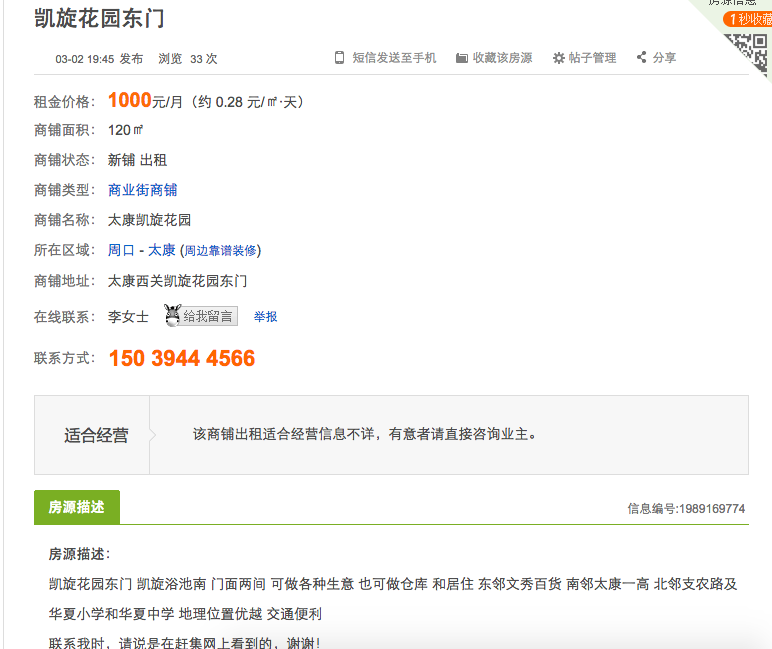 房源信息
1秒收藏
凯旋花园东门
03-02 19:45 发布 浏览 33 次
短信发送至手机 收藏该房源 帖子管理 分享
租金价格： 1000元/月（约 0.28 元/㎡·天）
商铺面积： 120㎡
商铺状态： 新铺 出租
商铺类型： 商业街商铺
商铺名称： 太康凯旋花园
所在区域： 周口 - 太康 (周边靠谱装修)
商铺地址： 太康西关凯旋花园东门
在线联系： 李女士 给我留言 举报
联系方式： 150 3944 4566
适合经营 该商铺出租适合经营信息不详，有意者请直接咨询业主。
房源描述 信息编号:1989169774
房源描述：
凯旋花园东门 凯旋浴池南 门面两间 可做各种生意 也可做仓库 和居住 东邻文秀百货 南邻太康一高 北邻支农路及
华夏小学和华夏中学 地理位置优越 交通便利
联系我时，请说是在赶集网上看到的，谢谢！